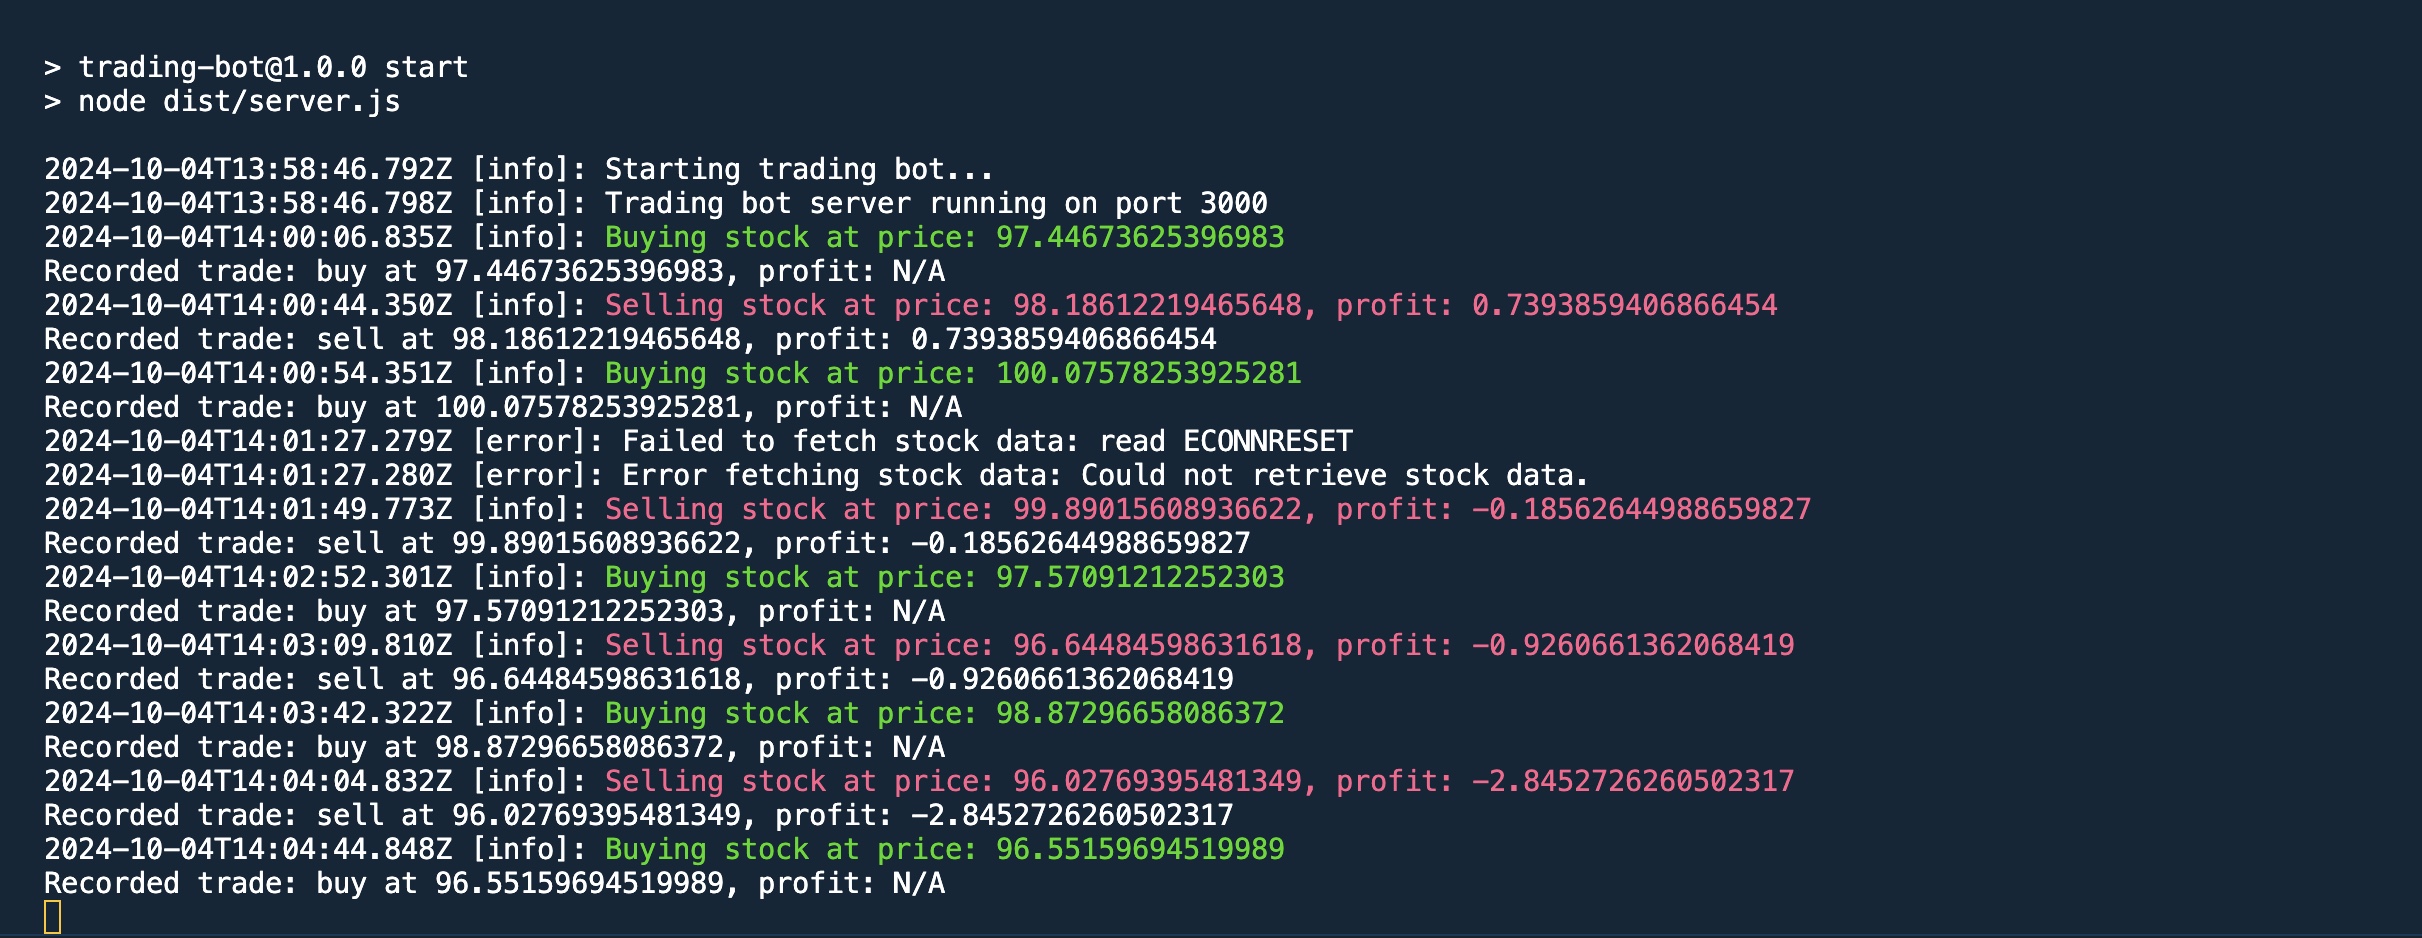 > trading-bot@1.0.0 start
> node dist/server.js
2024-10-04T13:58:46.792Z [info]: Starting trading bot...
2024-10-04T13:58:46.798Z [info]: Trading bot server running on port 3000
2024-10-04T14:00:06.835Z [info]: Buying stock at price: 97.44673625396983
Recorded trade: buy at 97.44673625396983, profit: N/A
2024-10-04T14:00:44.350Z [info]: Selling stock at price: 98.18612219465648, profit: 0.7393859406866454
Recorded trade: sell at 98.18612219465648, profit: 0.7393859406866454
2024-10-04T14:00:54.351Z [info]: Buying stock at price: 100.07578253925281
Recorded trade: buy at 100.07578253925281, profit: N/A
2024-10-04T14:01:27.279Z [error]: Failed to fetch stock data: read ECONNRESET
2024-10-04T14:01:27.280Z [error]: Error fetching stock data: Could not retrieve stock data.
2024-10-04T14:01:49.773Z [info]: Selling stock at price: 99.89015608936622, profit: -0.18562644988659827
Recorded trade: sell at 99.89015608936622, profit: -0.18562644988659827
2024-10-04T14:02:52.301Z [info]: Buying stock at price: 97.57091212252303
Recorded trade: buy at 97.57091212252303, profit: N/A
2024-10-04T14:03:09.810Z [info]: Selling stock at price: 96.64484598631618, profit: -0.9260661362068419
Recorded trade: sell at 96.64484598631618, profit: -0.9260661362068419
2024-10-04T14:03:42.322Z [info]: Buying stock at price: 98.87296658086372
Recorded trade: buy at 98.87296658086372, profit: N/A
2024-10-04T14:04:04.832Z [info]: Selling stock at price: 96.02769395481349, profit: -2.8452726260502317
Recorded trade: sell at 96.02769395481349, profit: -2.8452726260502317
2024-10-04T14:04:44.848Z [info]: Buying stock at price: 96.55159694519989
Recorded trade: buy at 96.55159694519989, profit: N/A